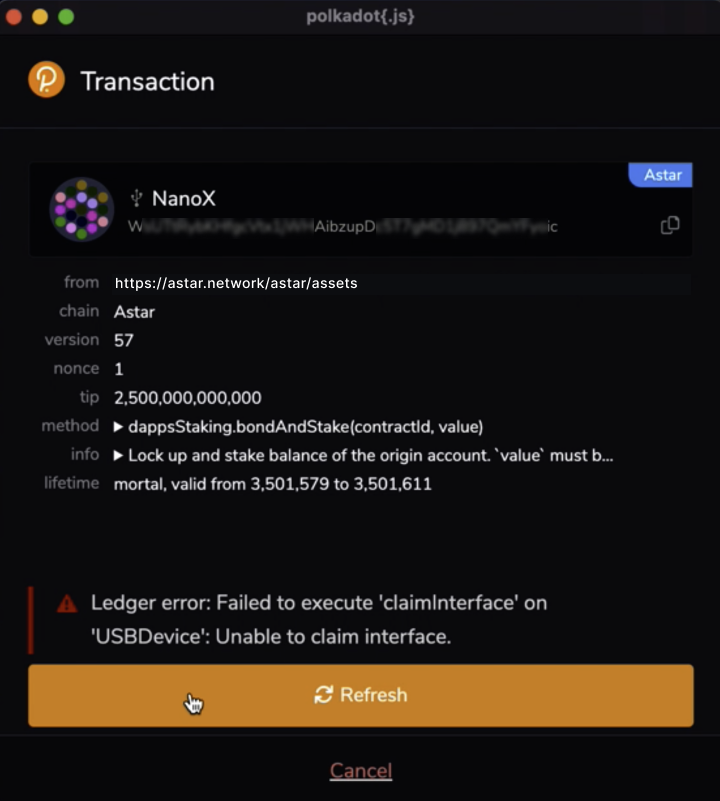 polkadot{.js}
Transaction
Astar
NanoX
AibzupD
from https://astar.network/astar/assets
chain Astar
version 57
nonce 1
tip 2,500,000,000,000
method ▶ dappsStaking.bondAndStake(contractId, value)
info ▶ Lock up and stake balance of the origin account. `value` must b...
lifetime mortal, valid from 3,501,579 to 3,501,611
Ledger error: Failed to execute 'claimInterface' on
'USBDevice': Unable to claim interface.
Refresh
Cancel